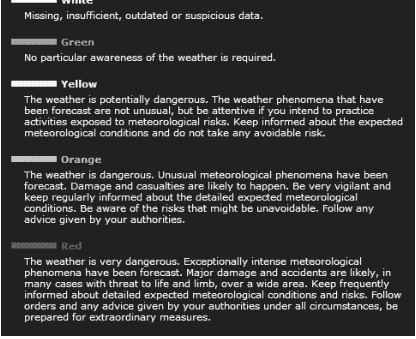 White
Missing, insufficient, outdated or suspicious data.
Green
No particular awareness of the weather is required.
Yellow
The weather is potentially dangerous. The weather phenomena that have
been forecast are not unusual, but be attentive if you intend to practice
activities exposed to meteorological risks. Keep informed about the expected
meteorological conditions and do not take any avoidable risk.
Orange
The weather is dangerous. Unusual meteorological phenomena have been
forecast. Damage and casualties are likely to happen. Be very vigilant and
keep regularly informed about the detailed expected meteorological
conditions. Be aware of the risks that might be unavoidable. Follow any
advice given by your authorities.
Red
The weather is very dangerous. Exceptionally intense meteorological
phenomena have been forecast. Major damage and accidents are likely, in
many cases with threat to life and limb, over a wide area. Keep frequently
informed about detailed expected meteorological conditions and risks. Follow
orders and any advice given by your authorities under all circumstances, be
prepared for extraordinary measures.